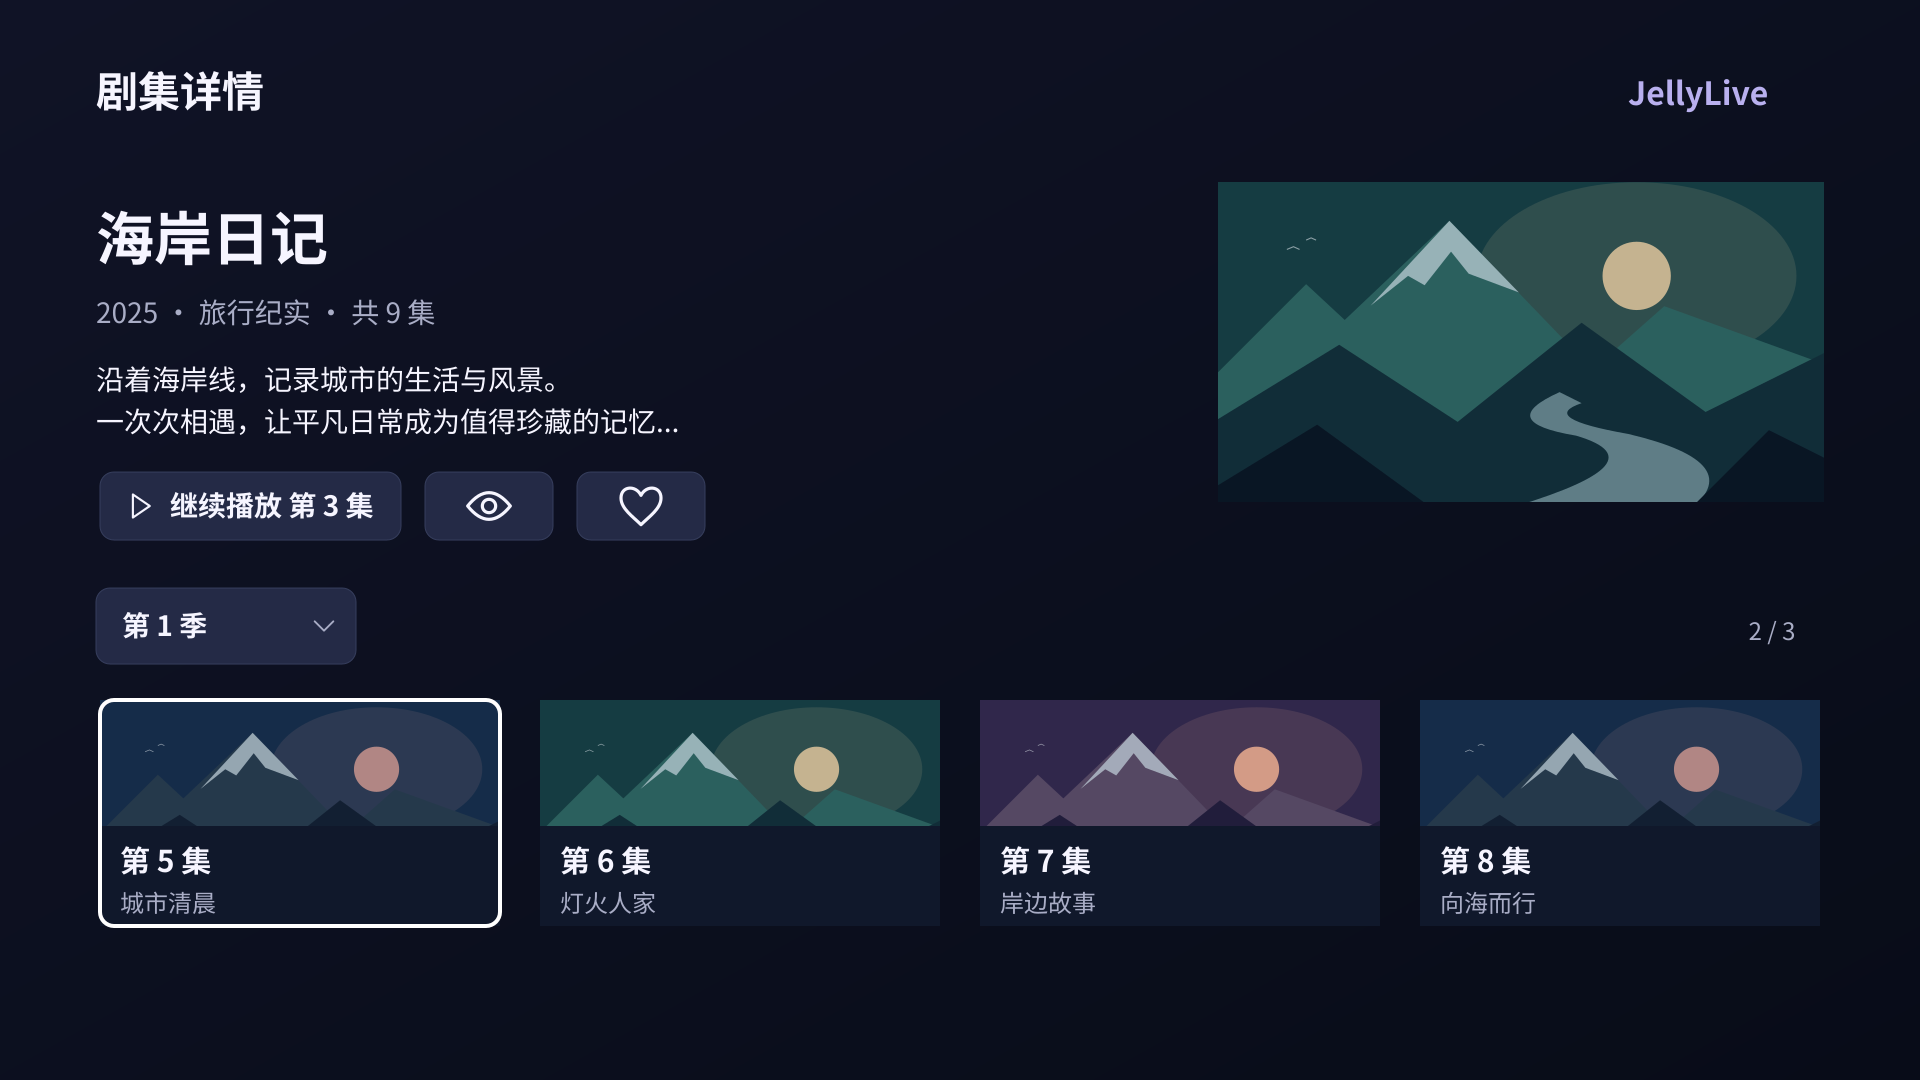 剧集详情
JellyLive
海岸日记
2025 • 旅行纪实 • 共 9 集
沿着海岸线，记录城市的生活与风景。
一次次相遇，让平凡日常成为值得珍藏的记忆...
继续播放 第 3 集
第 1 季
2 / 3
第 5 集
城市清晨
第 6 集
灯火人家
第 7 集
岸边故事
第 8 集
向海而行